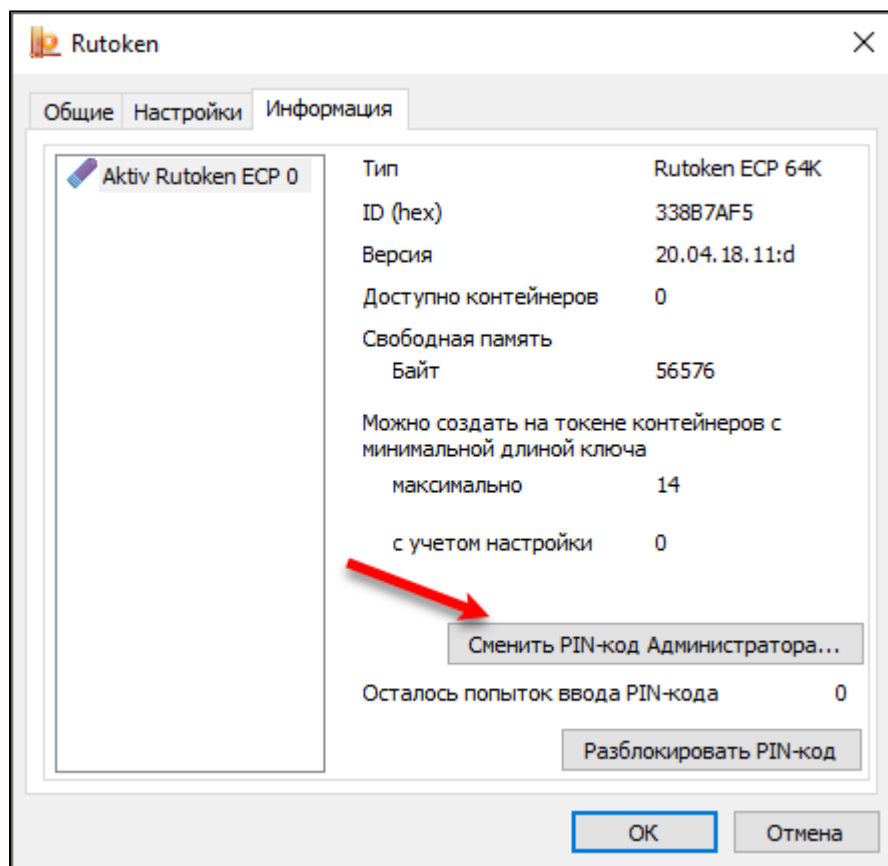 Rutoken
Общие Настройки Информация
Aktiv Rutoken ECP 0
Тип Rutoken ECP 64K
ID (hex) 338B7AF5
Версия 20.04.18.11:d
Доступно контейнеров 0
Свободная память
Байт 56576
Можно создать на токене контейнеров с
минимальной длиной ключа
максимально 14
с учетом настройки 0
Сменить PIN-код Администратора...
Осталось попыток ввода PIN-кода 0
Разблокировать PIN-код
ОК Отмена